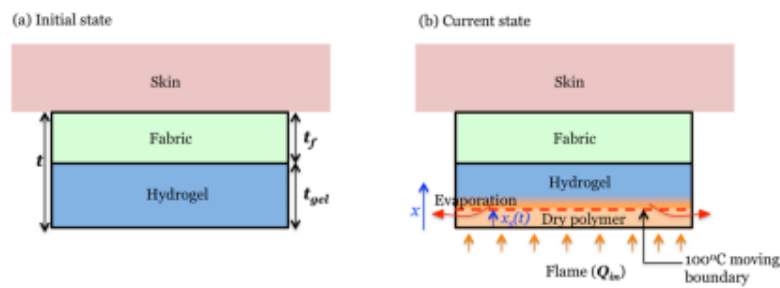 (a) Initial state
Skin
Fabric
Hydrogel
t
t_f
t_gel
(b) Current state
Skin
Fabric
Hydrogel
Evaporation
x
x_s(t)
Dry polymer
Flame (Q_in)
100°C moving
boundary